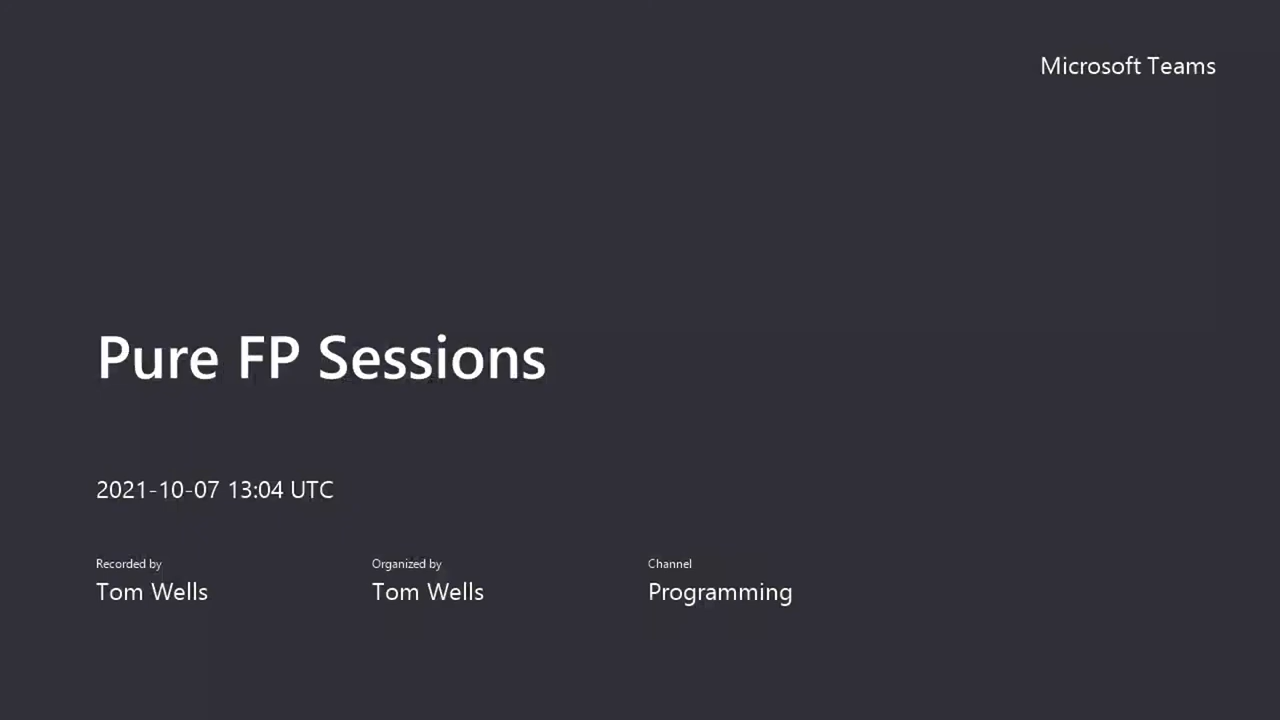 Microsoft Teams
Pure FP Sessions
2021-10-07 13:04 UTC
Recorded by
Tom Wells
Organized by
Tom Wells
Channel
Programming